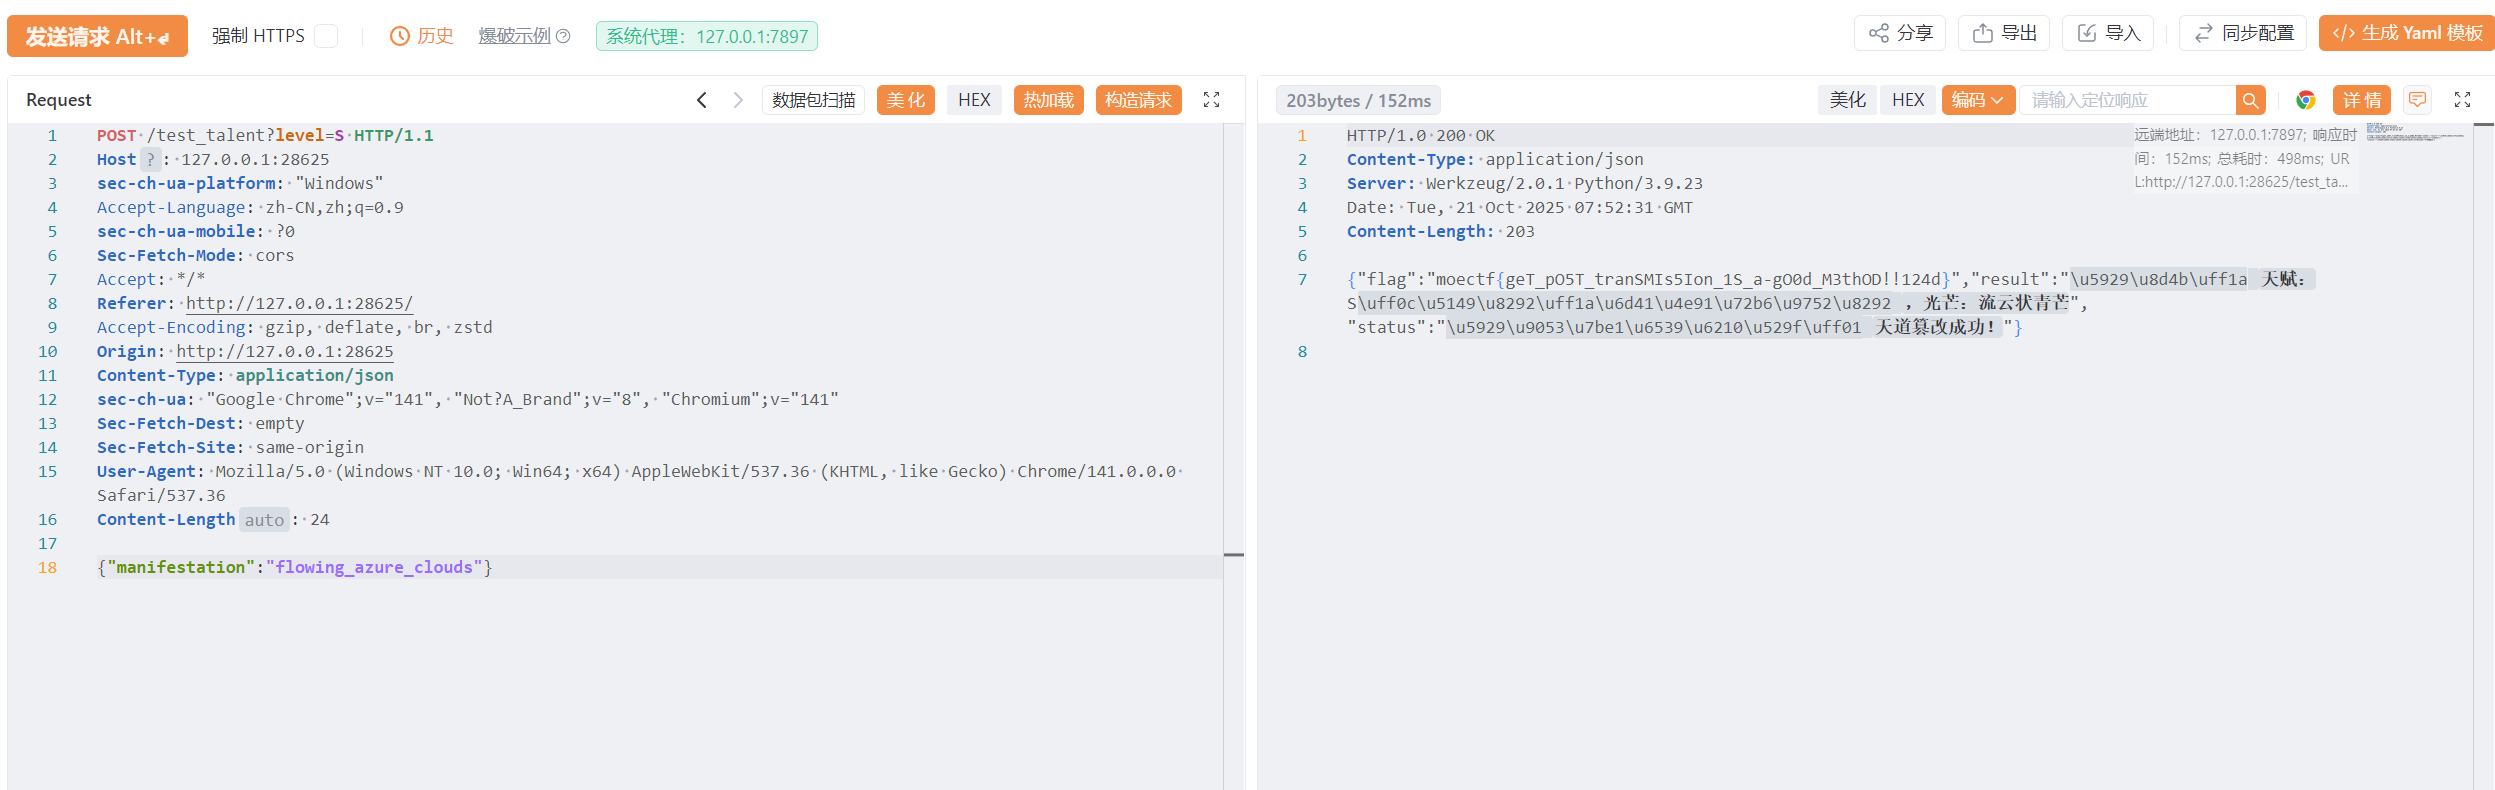 发送请求 Alt+↵ 强制 HTTPS 历史 爆破示例 系统代理：127.0.0.1:7897 分享 导出 导入 同步配置 </> 生成 Yaml 模板
Request 数据包扫描 美化 HEX 热加载 构造请求
1 POST /test_talent?level=S HTTP/1.1
2 Host ? : 127.0.0.1:28625
3 sec-ch-ua-platform: "Windows"
4 Accept-Language: zh-CN,zh;q=0.9
5 sec-ch-ua-mobile: ?0
6 Sec-Fetch-Mode: cors
7 Accept: */*
8 Referer: http://127.0.0.1:28625/
9 Accept-Encoding: gzip, deflate, br, zstd
10 Origin: http://127.0.0.1:28625
11 Content-Type: application/json
12 sec-ch-ua: "Google Chrome";v="141", "Not?A_Brand";v="8", "Chromium";v="141"
13 Sec-Fetch-Dest: empty
14 Sec-Fetch-Site: same-origin
15 User-Agent: Mozilla/5.0 (Windows NT 10.0; Win64; x64) AppleWebKit/537.36 (KHTML, like Gecko) Chrome/141.0.0.0
Safari/537.36
16 Content-Length auto : 24
17
18 {"manifestation":"flowing_azure_clouds"}
203bytes / 152ms 美化 HEX 编码 请输入定位响应 详情
1 HTTP/1.0 200 OK
2 Content-Type: application/json
3 Server: Werkzeug/2.0.1 Python/3.9.23
4 Date: Tue, 21 Oct 2025 07:52:31 GMT
5 Content-Length: 203
6
7 {"flag":"moectf{geT_pO5T_tranSMIs5Ion_1S_a-gO0d_M3thOD!!124d}","result":"\u5929\u8d4b\uff1a 天赋：
S\uff0c\u5149\u8292\uff1a\u6d41\u4e91\u72b6\u9752\u8292 ，光芒：流云状青芒",
"status":"\u5929\u9053\u7be1\u6539\u6210\u529f\uff01 天道篡改成功！"}
8
远端地址：127.0.0.1:7897; 响应时
间：152ms; 总耗时：498ms; UR
L:http://127.0.0.1:28625/test_ta...